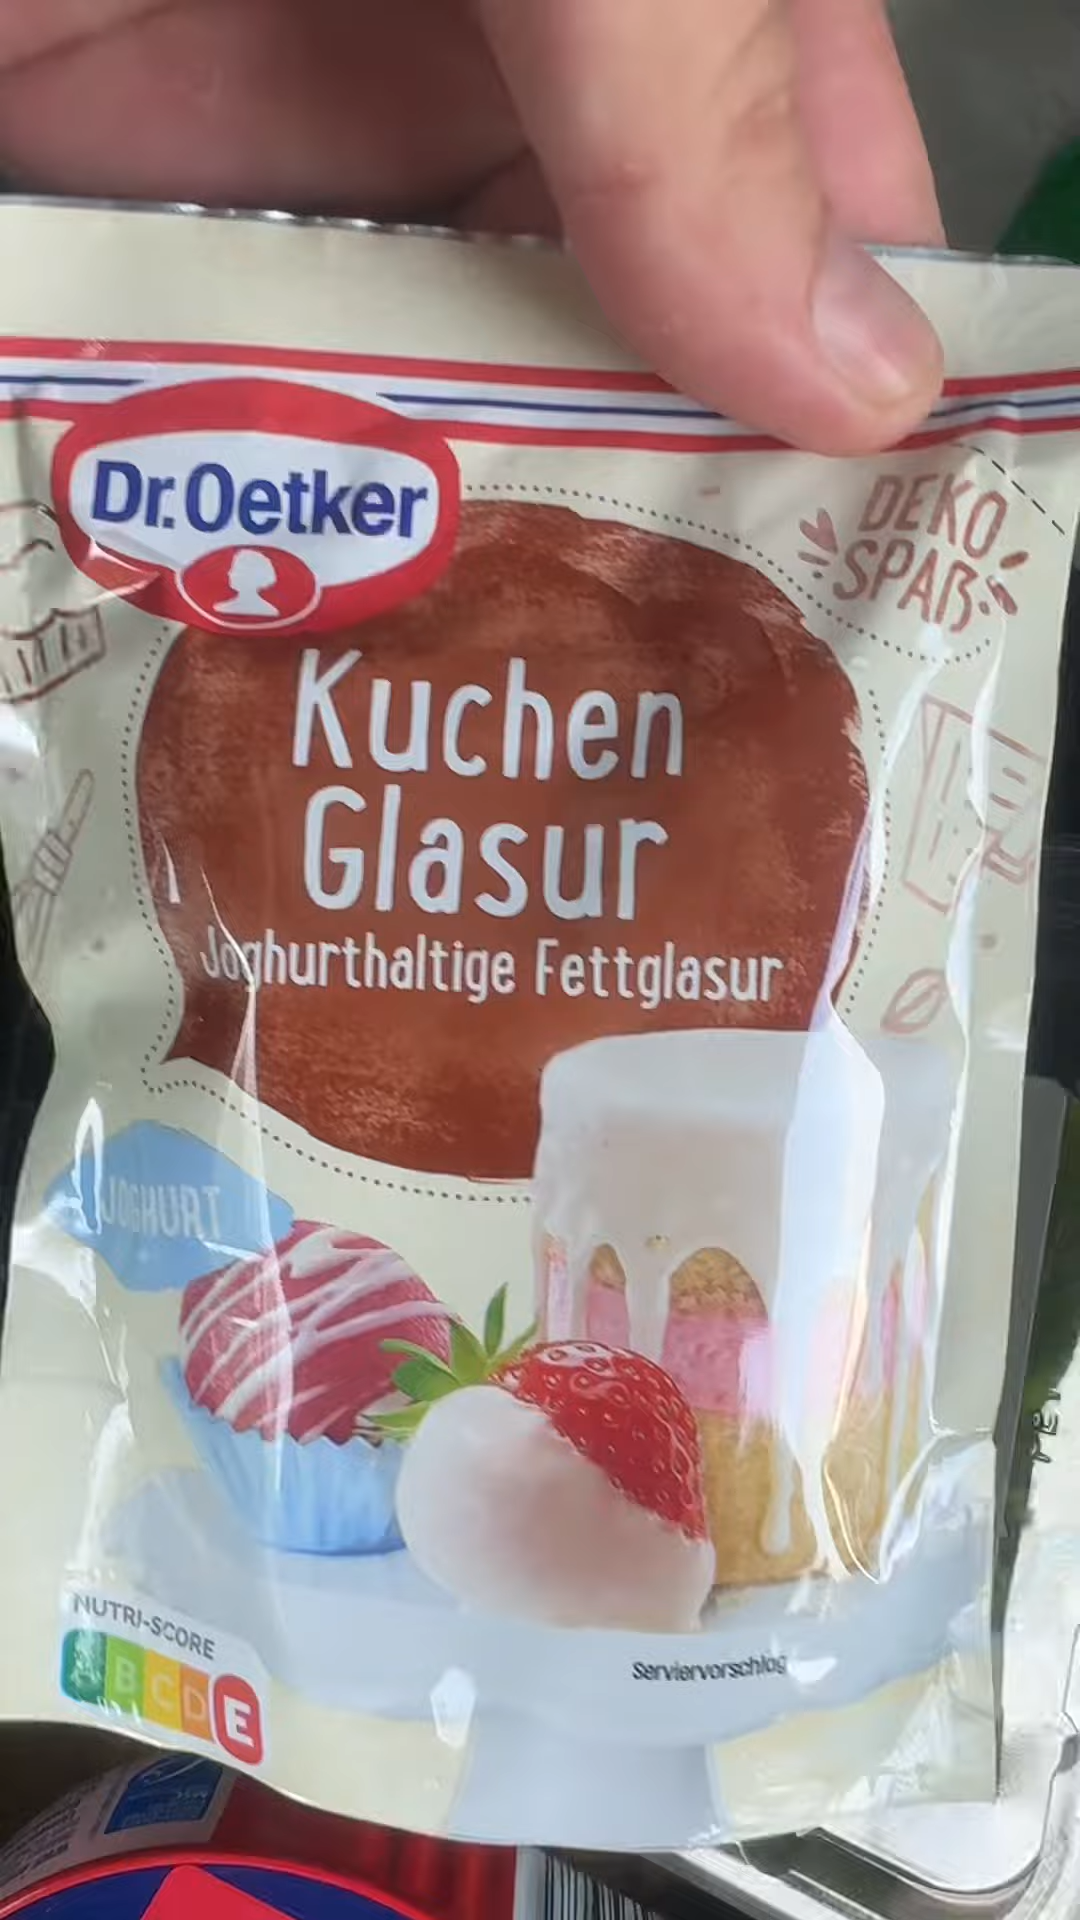 Dr. Oetker
DEKO
SPAß
Kuchen
Glasur
Joghurthaltige Fettglasur
JOGHURT
NUTRI-SCORE
A B C D E
Serviervorschlag